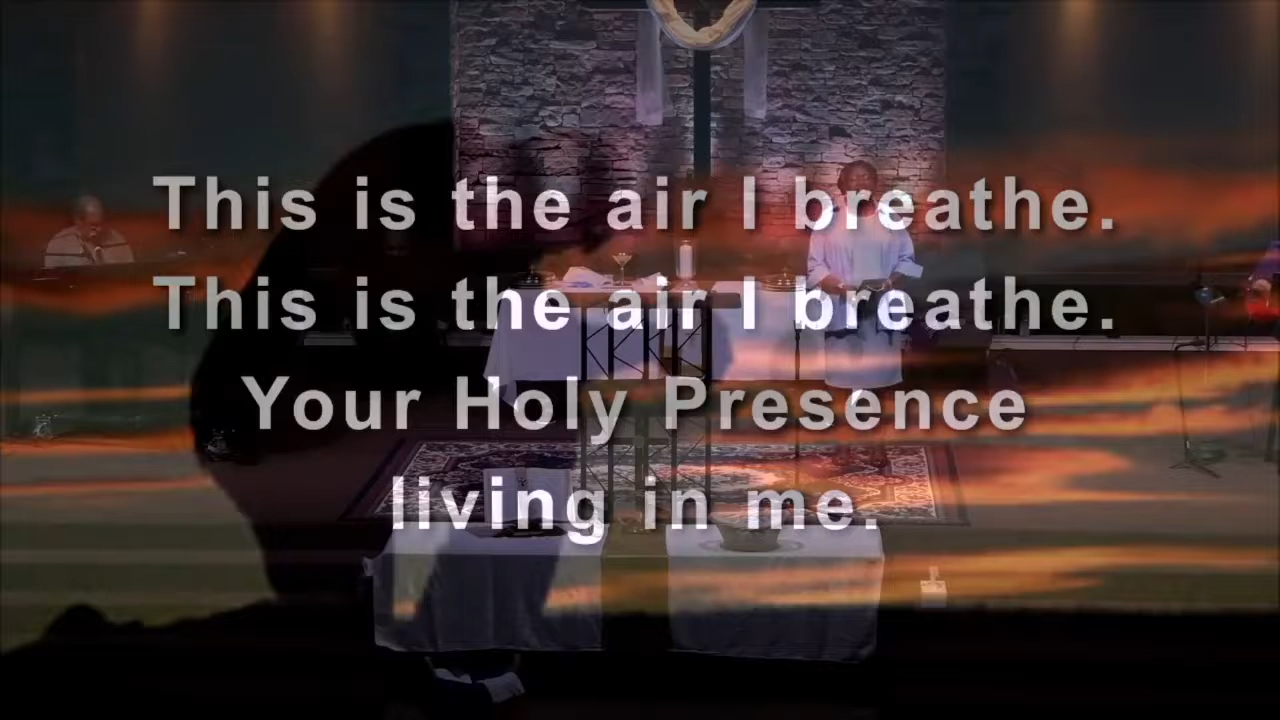 This is the air I breathe.
This is the air I breathe.
Your Holy Presence
living in me.